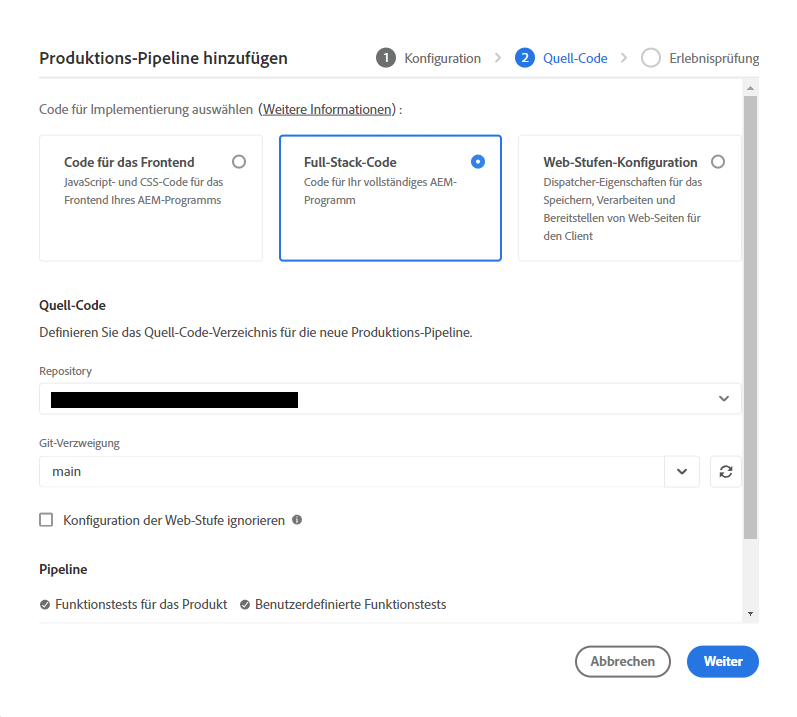 Produktions-Pipeline hinzufügen
1 Konfiguration
2 Quell-Code
Erlebnisprüfung
Code für Implementierung auswählen (Weitere Informationen) :
Code für das Frontend
JavaScript- und CSS-Code für das
Frontend Ihres AEM-Programms
Full-Stack-Code
Code für Ihr vollständiges AEM-
Programm
Web-Stufen-Konfiguration
Dispatcher-Eigenschaften für das
Speichern, Verarbeiten und
Bereitstellen von Web-Seiten für
den Client
Quell-Code
Definieren Sie das Quell-Code-Verzeichnis für die neue Produktions-Pipeline.
Repository
Git-Verzweigung
main
Konfiguration der Web-Stufe ignorieren
Pipeline
Funktionstests für das Produkt
Benutzerdefinierte Funktionstests
Abbrechen
Weiter